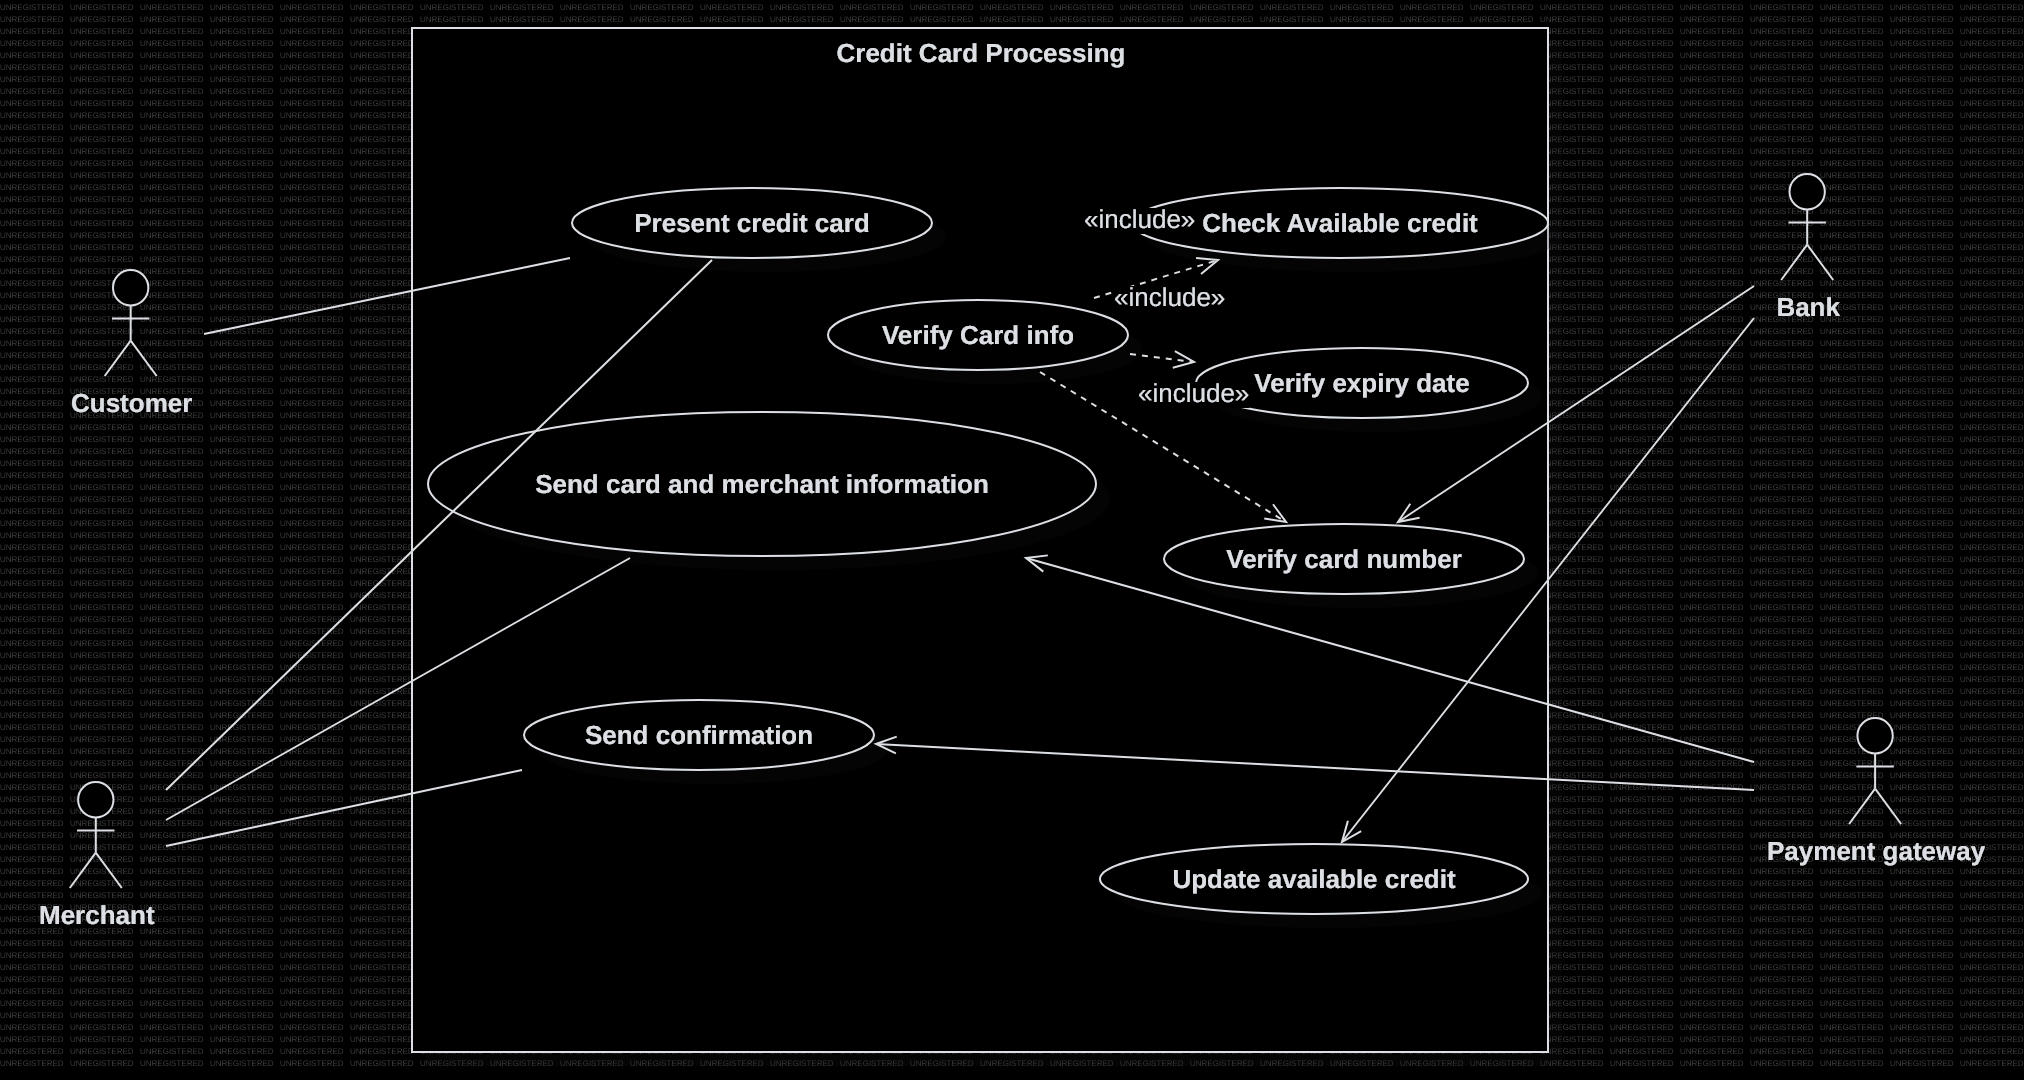 Credit Card Processing
Present credit card
«include»
Check Available credit
«include»
Bank
Verify Card info
Verify expiry date
«include»
Customer
Send card and merchant information
Verify card number
Send confirmation
Payment gateway
Update available credit
Merchant
UNREGISTERED